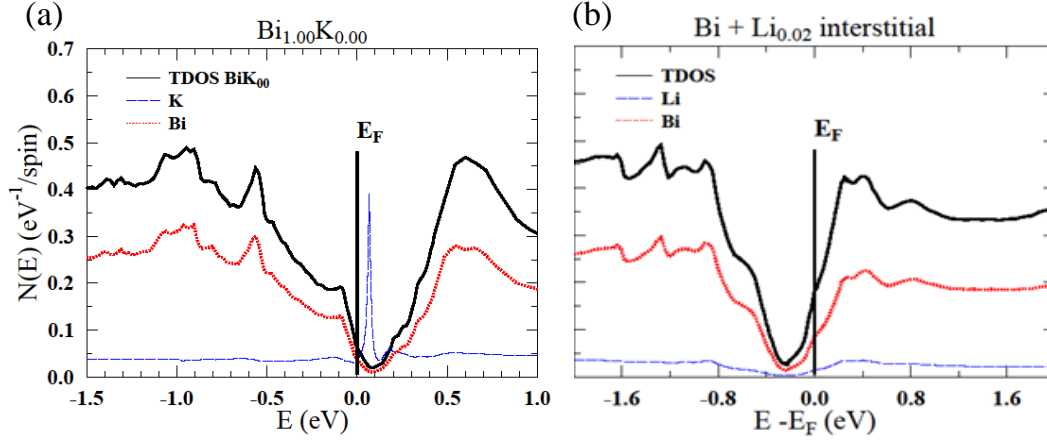 (a)
Bi1.00K0.00
0.7
0.6
0.5
0.4
0.3
0.2
0.1
0.0
N(E) (eV-1/spin)
TDOS BiK00
K
Bi
EF
-1.5
-1.0
-0.5
0.0
0.5
1.0
E (eV)
(b)
Bi + Li0.02 interstitial
TDOS
Li
Bi
EF
-1.6
-0.8
0.0
0.8
1.6
E -EF (eV)